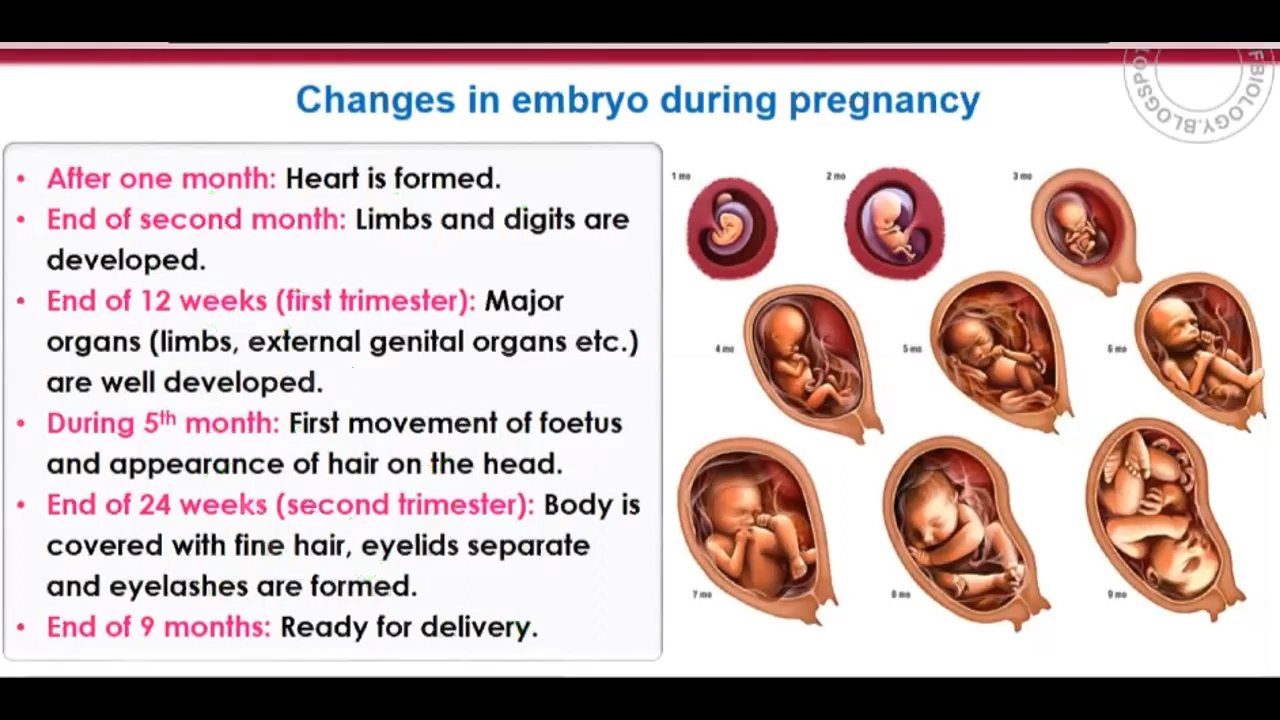 Changes in embryo during pregnancy
• After one month: Heart is formed.
• End of second month: Limbs and digits are
developed.
• End of 12 weeks (first trimester): Major
organs (limbs, external genital organs etc.)
are well developed.
• During 5th month: First movement of foetus
and appearance of hair on the head.
• End of 24 weeks (second trimester): Body is
covered with fine hair, eyelids separate
and eyelashes are formed.
• End of 9 months: Ready for delivery.
1 mo
2 mo
3 mo
4 mo
5 mo
6 mo
7 mo
8 mo
9 mo
FBIOLOGY.BLOGSPO